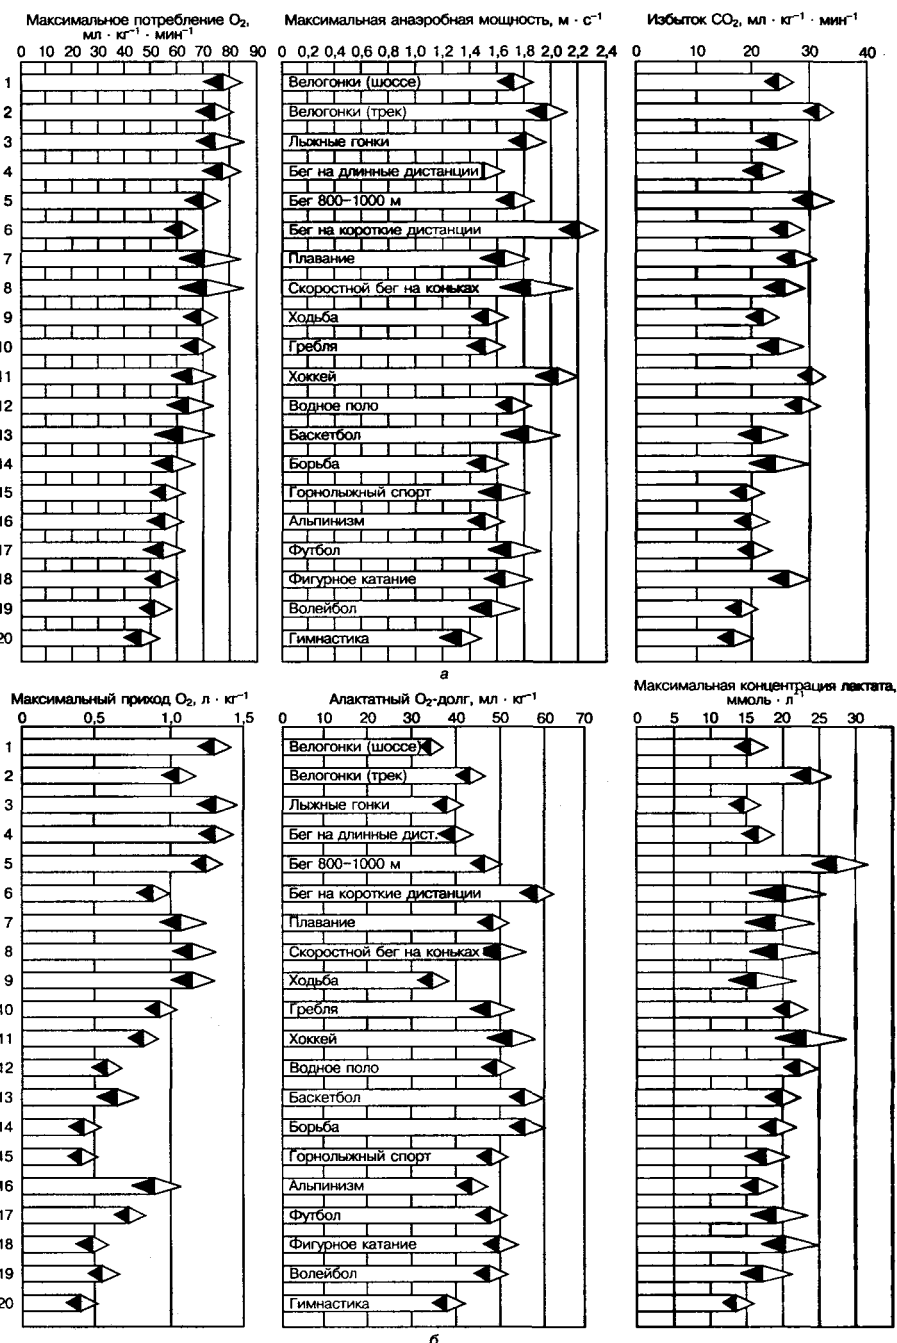 Максимальное потребление O₂,
мл · кг⁻¹ · мин⁻¹
0 10 20 30 40 50 60 70 80 90
1
2
3
4
5
6
7
8
9
10
11
12
13
14
15
16
17
18
19
20
Максимальная анаэробная мощность, м · с⁻¹
0 0,2 0,4 0,6 0,8 1,0 1,2 1,4 1,6 1,8 2,0 2,2 2,4
Велогонки (шоссе)
Велогонки (трек)
Лыжные гонки
Бег на длинные дистанции
Бег 800–1000 м
Бег на короткие дистанции
Плавание
Скоростной бег на коньках
Ходьба
Гребля
Хоккей
Водное поло
Баскетбол
Борьба
Горнолыжный спорт
Альпинизм
Футбол
Фигурное катание
Волейбол
Гимнастика
Избыток CO₂, мл · кг⁻¹ · мин⁻¹
0 10 20 30 40
а
Максимальный приход O₂, л · кг⁻¹
0 0,5 1,0 1,5
1
2
3
4
5
6
7
8
9
10
11
12
13
14
15
16
17
18
19
20
Алактатный O₂-долг, мл · кг⁻¹
0 10 20 30 40 50 60 70
Велогонки (шоссе)
Велогонки (трек)
Лыжные гонки
Бег на длинные дист.
Бег 800–1000 м
Бег на короткие дистанции
Плавание
Скоростной бег на коньках
Ходьба
Гребля
Хоккей
Водное поло
Баскетбол
Борьба
Горнолыжный спорт
Альпинизм
Футбол
Фигурное катание
Волейбол
Гимнастика
Максимальная концентрация лактата,
ммоль · л⁻¹
0 5 10 15 20 25 30
б